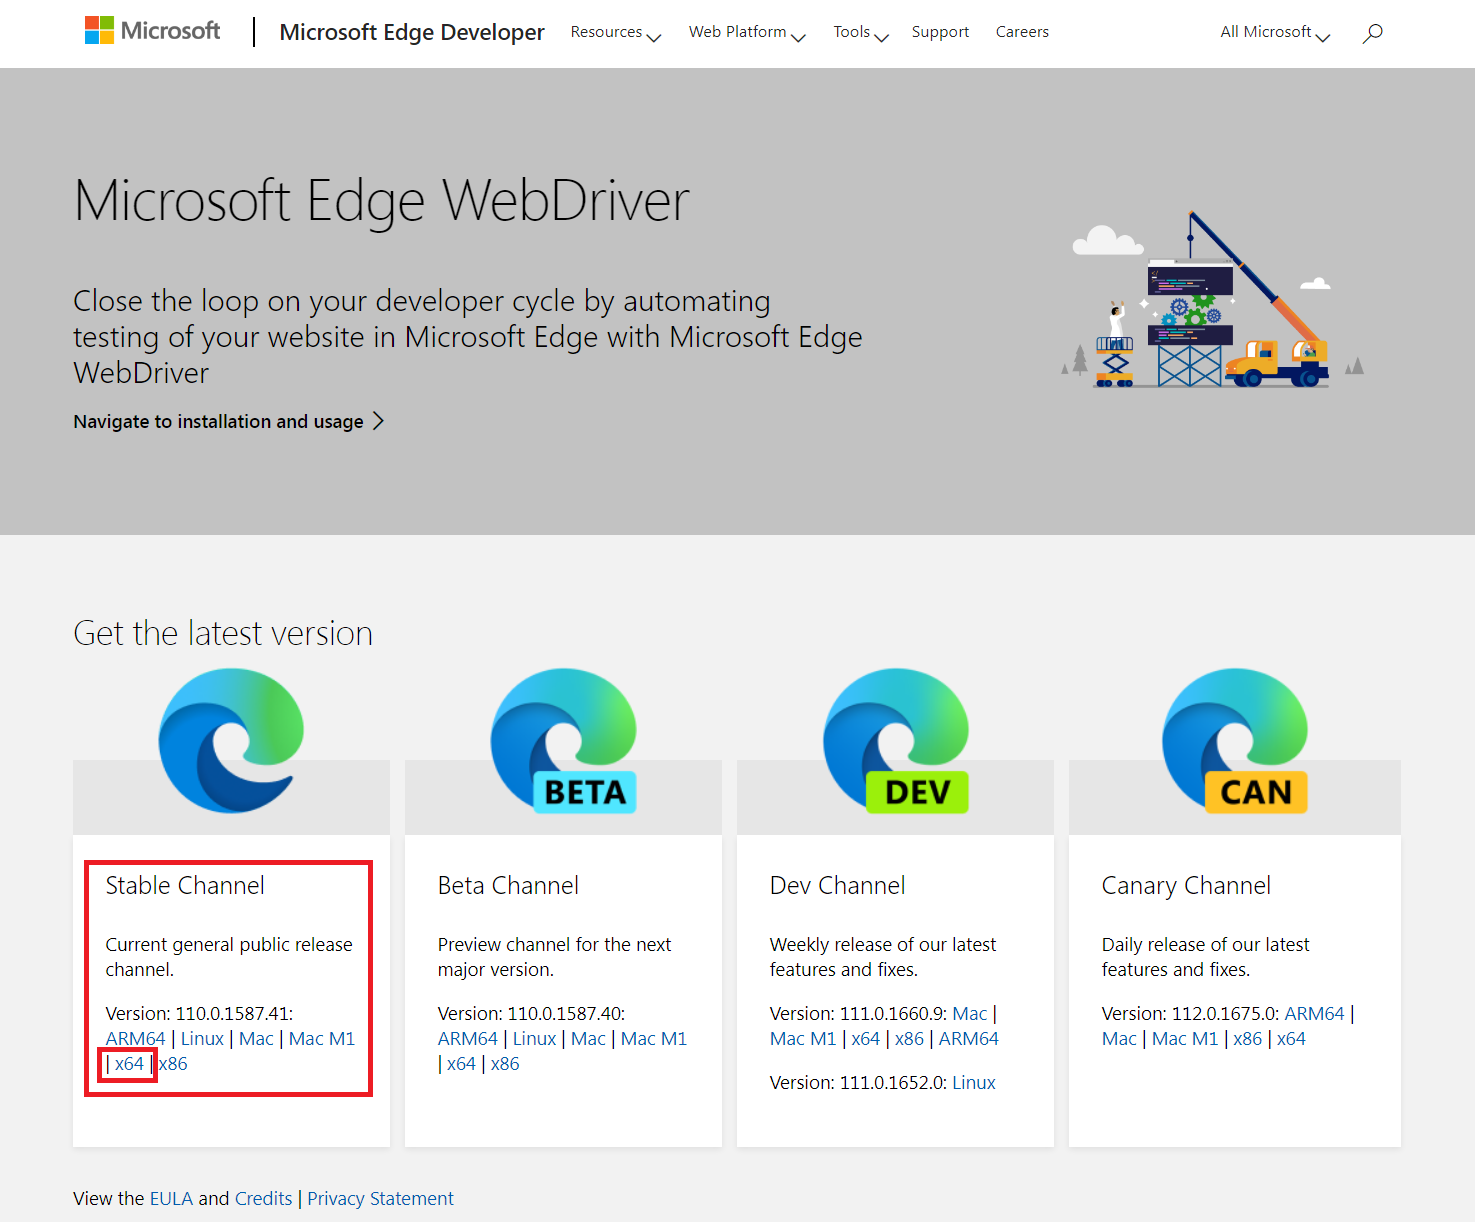 Microsoft | Microsoft Edge Developer Resources Web Platform Tools Support Careers All Microsoft
Microsoft Edge WebDriver
Close the loop on your developer cycle by automating
testing of your website in Microsoft Edge with Microsoft Edge
WebDriver
Navigate to installation and usage
Get the latest version
BETA
DEV
CAN
Stable Channel
Current general public release
channel.
Version: 110.0.1587.41:
ARM64 | Linux | Mac | Mac M1
| x64 | x86
Beta Channel
Preview channel for the next
major version.
Version: 110.0.1587.40:
ARM64 | Linux | Mac | Mac M1
| x64 | x86
Dev Channel
Weekly release of our latest
features and fixes.
Version: 111.0.1660.9: Mac |
Mac M1 | x64 | x86 | ARM64
Version: 111.0.1652.0: Linux
Canary Channel
Daily release of our latest
features and fixes.
Version: 112.0.1675.0: ARM64 |
Mac | Mac M1 | x86 | x64
View the EULA and Credits | Privacy Statement